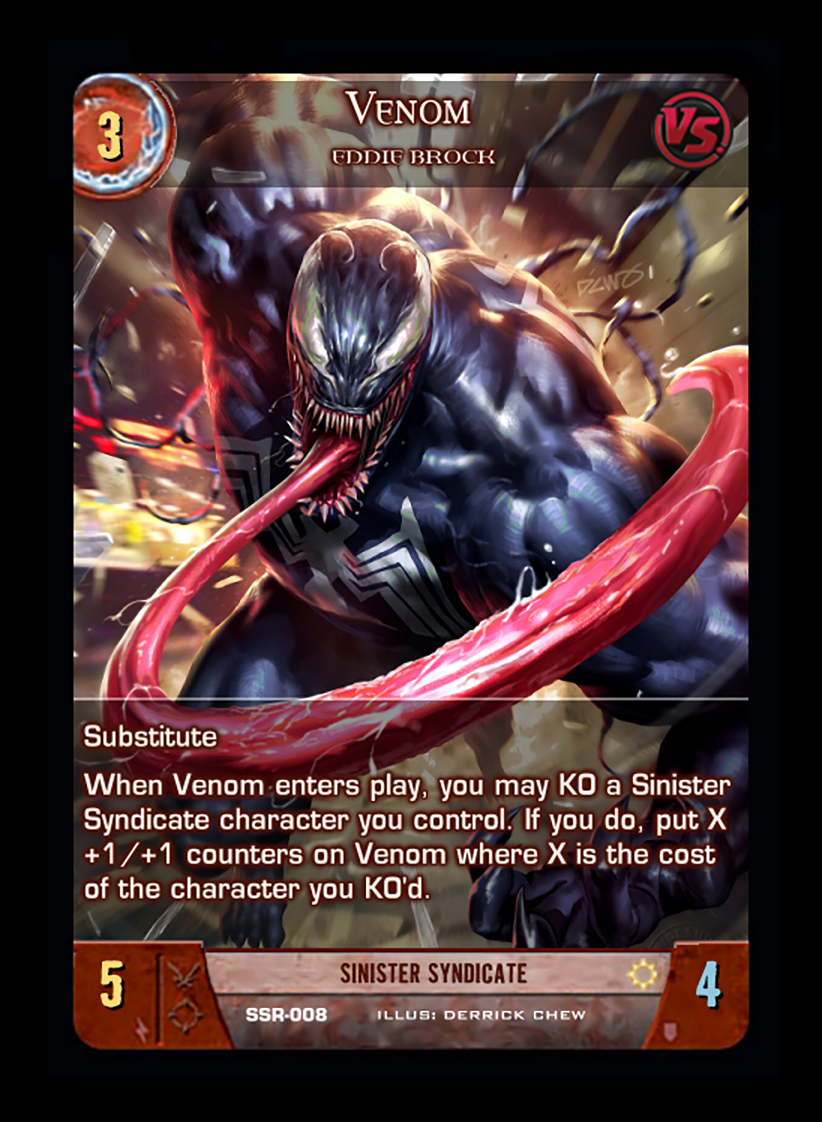 3
VENOM
EDDIE BROCK
VS.
Substitute
When Venom enters play, you may KO a Sinister
Syndicate character you control. If you do, put X
+1/+1 counters on Venom where X is the cost
of the character you KO'd.
5
SINISTER SYNDICATE
4
SSR-008 ILLUS: DERRICK CHEW